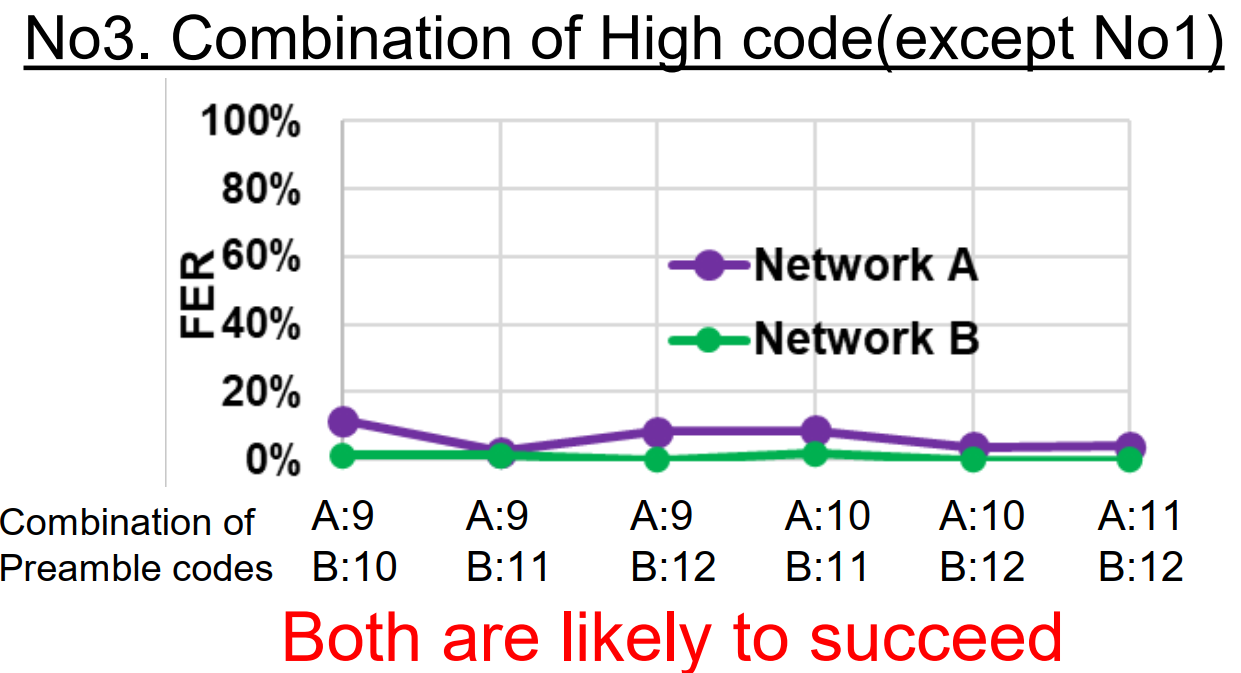 No3. Combination of High code(except No1)
100%
80%
60%
40%
20%
0%
FER
Network A
Network B
Combination of
Preamble codes
A:9
B:10
A:9
B:11
A:9
B:12
A:10
B:11
A:10
B:12
A:11
B:12
Both are likely to succeed